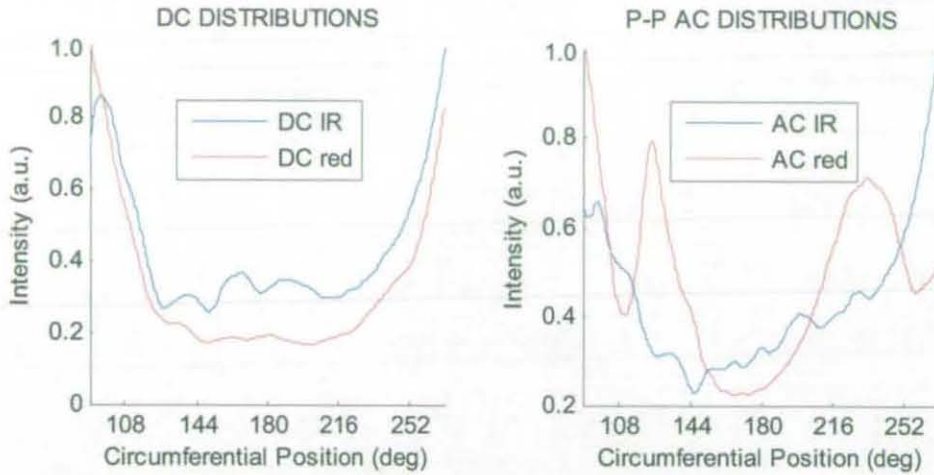 DC DISTRIBUTIONS
1.0
0.8
0.6
0.4
0.2
0
Intensity (a.u.)
DC IR
DC red
108 144 180 216 252
Circumferential Position (deg)
P-P AC DISTRIBUTIONS
1.0
0.8
0.6
0.4
0.2
Intensity (a.u.)
AC IR
AC red
108 144 180 216 252
Circumferential Position (deg)